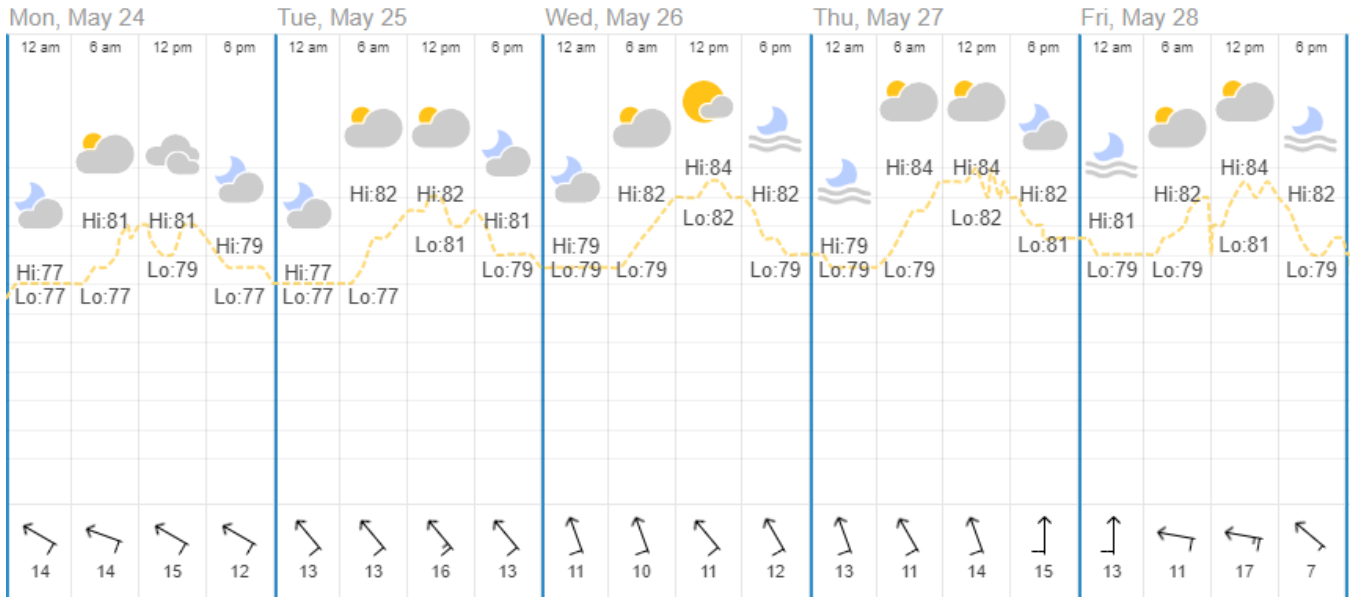 Mon, May 24 Tue, May 25 Wed, May 26 Thu, May 27 Fri, May 28
12 am 6 am 12 pm 6 pm 12 am 6 am 12 pm 6 pm 12 am 6 am 12 pm 6 pm 12 am 6 am 12 pm 6 pm 12 am 6 am 12 pm 6 pm
Hi:77 Hi:81 Hi:81 Hi:79 Hi:77 Hi:82 Hi:82 Hi:81 Hi:79 Hi:82 Hi:84 Hi:82 Hi:79 Hi:84 Hi:84 Hi:82 Hi:81 Hi:82 Hi:84 Hi:82
Lo:77 Lo:77 Lo:79 Lo:77 Lo:77 Lo:77 Lo:81 Lo:79 Lo:79 Lo:79 Lo:82 Lo:79 Lo:79 Lo:79 Lo:82 Lo:81 Lo:79 Lo:79 Lo:81 Lo:79
14 14 15 12 13 13 16 13 11 10 11 12 13 11 14 15 13 11 17 7